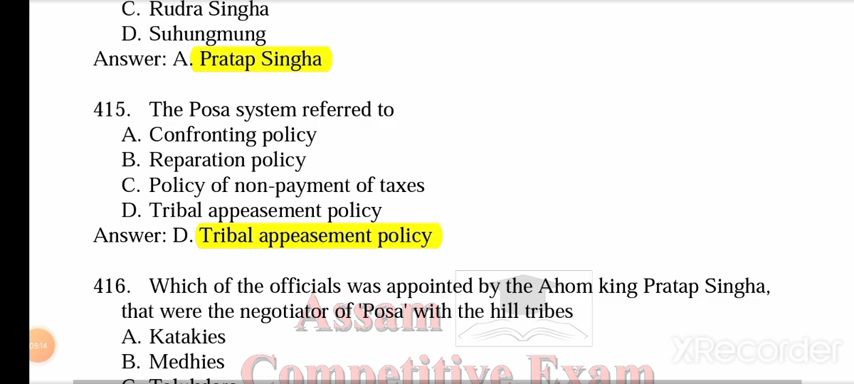 C. Rudra Singha
D. Suhungmung
Answer: A. Pratap Singha
415. The Posa system referred to
A. Confronting policy
B. Reparation policy
C. Policy of non-payment of taxes
D. Tribal appeasement policy
Answer: D. Tribal appeasement policy
416. Which of the officials was appointed by the Ahom king Pratap Singha,
that were the negotiator of 'Posa' with the hill tribes
Assam
A. Katakies
05:14
XRecorder
B. Medhies
Competitive Exam